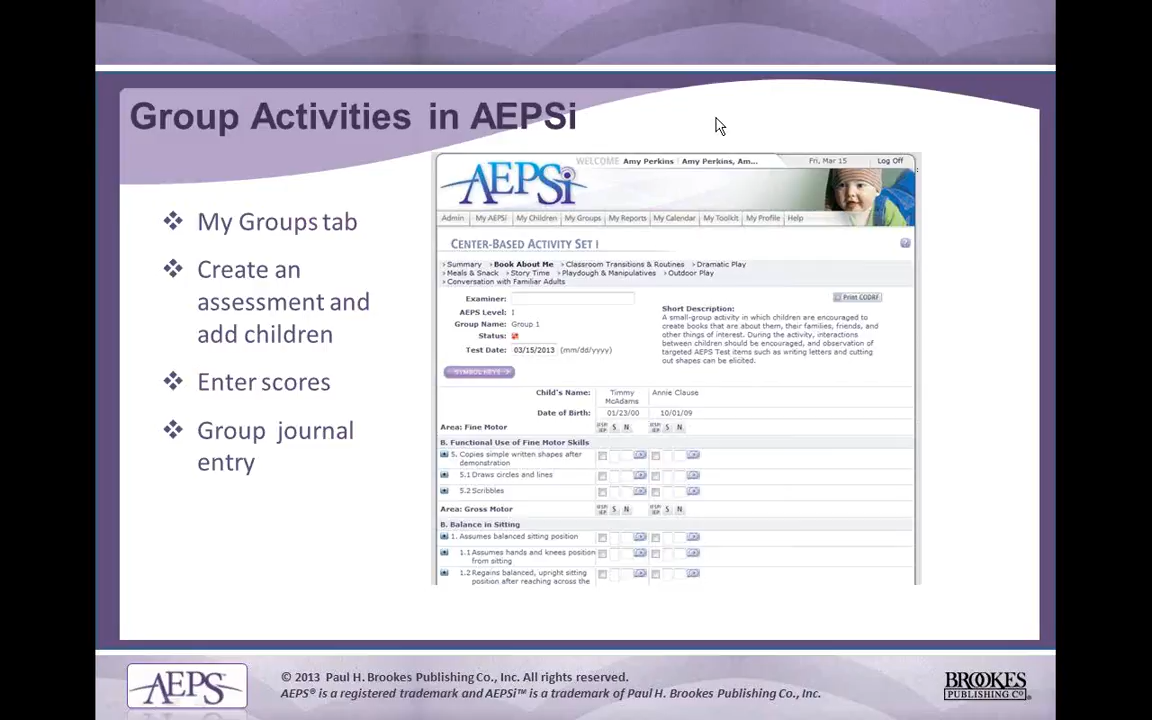 Group Activities in AEPSi
❖ My Groups tab
❖ Create an
assessment and
add children
❖ Enter scores
❖ Group journal
entry
WELCOME Amy Perkins | Amy Perkins, Am... Fri, Mar 15 Log Off
AEPSi
Admin My AEPSi My Children My Groups My Reports My Calendar My Toolkit My Profile Help
CENTER-BASED ACTIVITY SET I
> Summary > Book About Me > Classroom Transitions & Routines > Dramatic Play
> Meals & Snack > Story Time > Playdough & Manipulatives > Outdoor Play
> Conversation with Familiar Adults
Examiner:
Print CODRF
AEPS Level: I
Group Name: Group 1
Status:
Test Date: 03/15/2013 (mm/dd/yyyy)
Short Description:
A small-group activity in which children are encouraged to
create books that are about them, their families, friends, and
other things of interest. During the activity, interactions
between children should be encouraged, and observation of
targeted AEPS Test items such as writing letters and cutting
out shapes can be elicited.
SYMBOL KEYS >
Child's Name: Timmy McAdams Annie Clause
Date of Birth: 01/23/00 10/01/09
Area: Fine Motor S N S N
B. Functional Use of Fine Motor Skills
5. Copies simple written shapes after
demonstration
5.1 Draws circles and lines
5.2 Scribbles
Area: Gross Motor S N S N
B. Balance in Sitting
1. Assumes balanced sitting position
1.1 Assumes hands and knees position
from sitting
1.2 Regains balanced, upright sitting
position after reaching across the
AEPS
© 2013 Paul H. Brookes Publishing Co., Inc. All rights reserved.
AEPS® is a registered trademark and AEPSi™ is a trademark of Paul H. Brookes Publishing Co., Inc.
BROOKES
PUBLISHING CO®